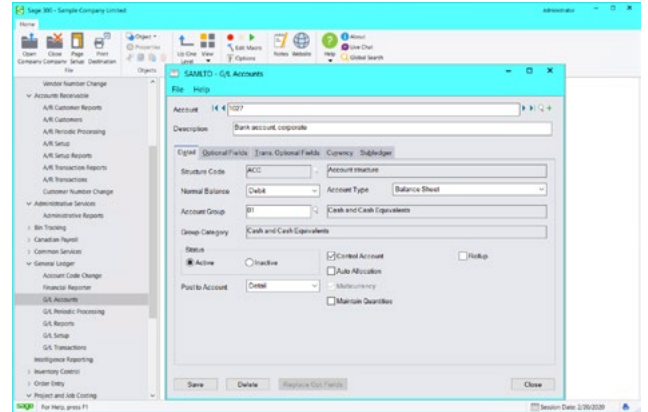 Sage 300 - Sample Company Limited
administrator
Home
Open Company
Close Company
Page Setup
Print Destination
File
Object
Properties
Objects
Up One Level
View
Edit Macro
Options
Notes
Website
Help
About
Live Chat
Global Search
Vendor Number Change
Accounts Receivable
A/R Customer Reports
A/R Customers
A/R Periodic Processing
A/R Setup
A/R Setup Reports
A/R Transaction Reports
A/R Transactions
Customer Number Change
Administrative Services
Administrative Reports
Bin Tracking
Canadian Payroll
Common Services
General Ledger
Account Code Change
Financial Reporter
G/L Accounts
G/L Periodic Processing
G/L Reports
G/L Setup
G/L Transactions
Intelligence Reporting
Inventory Control
Order Entry
Project and Job Costing
SAMLTD - G/L Accounts
File Help
Account 1027
Description Bank account, corporate
Detail Optional Fields Trans. Optional Fields Currency Subledger
Structure Code ACC Account structure
Normal Balance Debit Account Type Balance Sheet
Account Group 01 Cash and Cash Equivalents
Group Category Cash and Cash Equivalents
Status
Active Inactive
Control Account Rollup
Auto Allocation
Post to Account Detail Multicurrency
Maintain Quantities
Save Delete Replace Opt. Fields Close
sage For Help, press F1
Session Date: 2/20/2020